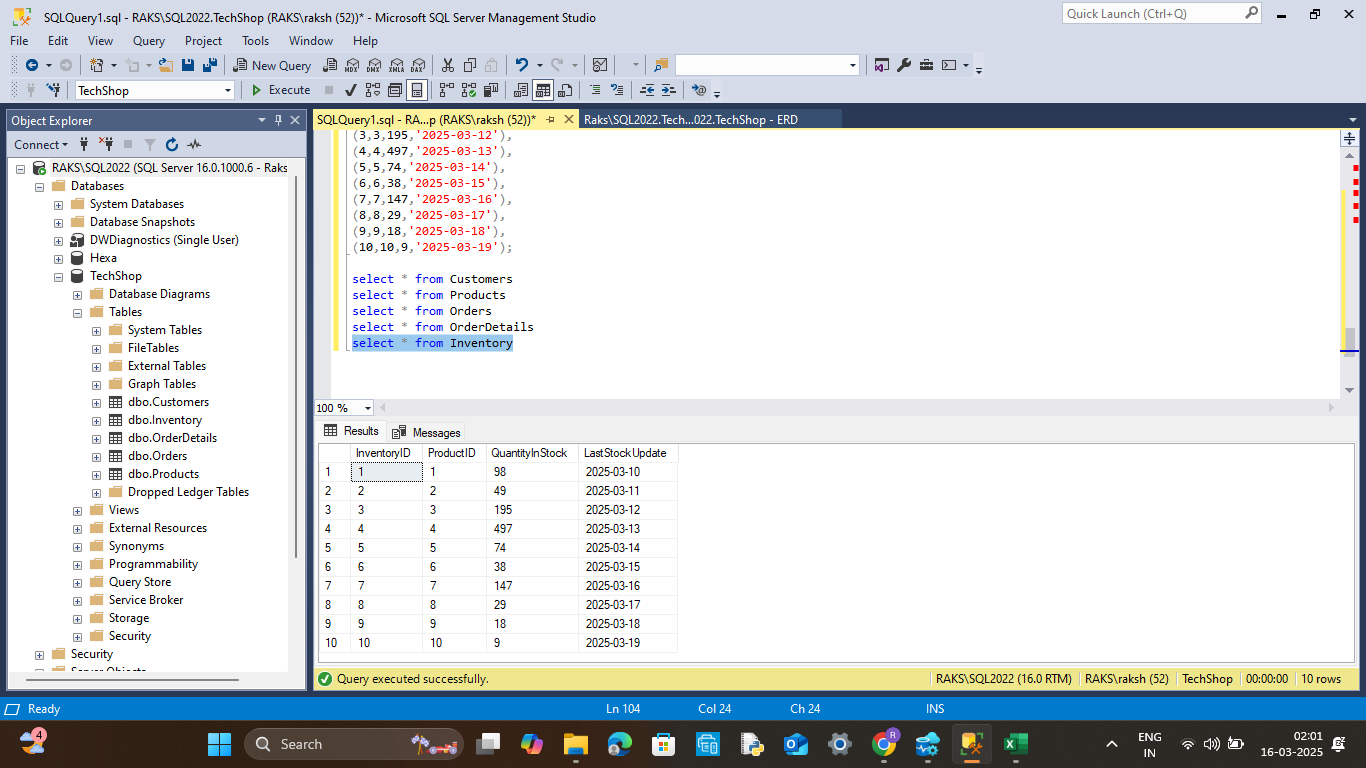 SQLQuery1.sql - RAKS\SQL2022.TechShop (RAKS\raksh (52))* - Microsoft SQL Server Management Studio
Quick Launch (Ctrl+Q)
File Edit View Query Project Tools Window Help
New Query MDX DMX XMLA DAX
TechShop Execute
Object Explorer
Connect
RAKS\SQL2022 (SQL Server 16.0.1000.6 - Raks
Databases
System Databases
Database Snapshots
DWDiagnostics (Single User)
Hexa
TechShop
Database Diagrams
Tables
System Tables
FileTables
External Tables
Graph Tables
dbo.Customers
dbo.Inventory
dbo.OrderDetails
dbo.Orders
dbo.Products
Dropped Ledger Tables
Views
External Resources
Synonyms
Programmability
Query Store
Service Broker
Storage
Security
Security
Server Objects
SQLQuery1.sql - RA...p (RAKS\raksh (52))* Raks\SQL2022.Tech...022.TechShop - ERD
(3,3,195,'2025-03-12'),
(4,4,497,'2025-03-13'),
(5,5,74,'2025-03-14'),
(6,6,38,'2025-03-15'),
(7,7,147,'2025-03-16'),
(8,8,29,'2025-03-17'),
(9,9,18,'2025-03-18'),
(10,10,9,'2025-03-19');
select * from Customers
select * from Products
select * from Orders
select * from OrderDetails
select * from Inventory
100 %
Results Messages
InventoryID ProductID QuantityInStock LastStockUpdate
1 1 1 98 2025-03-10
2 2 2 49 2025-03-11
3 3 3 195 2025-03-12
4 4 4 497 2025-03-13
5 5 5 74 2025-03-14
6 6 6 38 2025-03-15
7 7 7 147 2025-03-16
8 8 8 29 2025-03-17
9 9 9 18 2025-03-18
10 10 10 9 2025-03-19
Query executed successfully. RAKS\SQL2022 (16.0 RTM) RAKS\raksh (52) TechShop 00:00:00 10 rows
Ready Ln 104 Col 24 Ch 24 INS
4 Search R ENG IN 02:01 16-03-2025